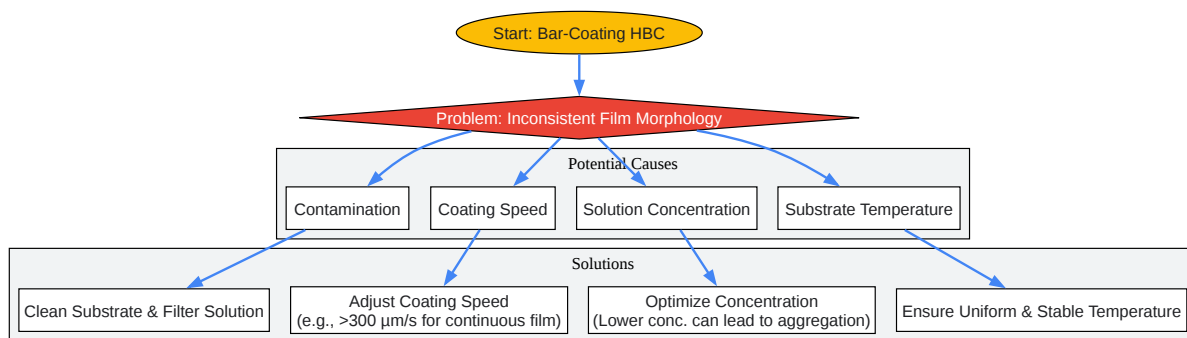 Start: Bar-Coating HBC
Problem: Inconsistent Film Morphology
Potential Causes
Contamination
Coating Speed
Solution Concentration
Substrate Temperature
Solutions
Clean Substrate & Filter Solution
Adjust Coating Speed
(e.g., >300 µm/s for continuous film)
Optimize Concentration
(Lower conc. can lead to aggregation)
Ensure Uniform & Stable Temperature